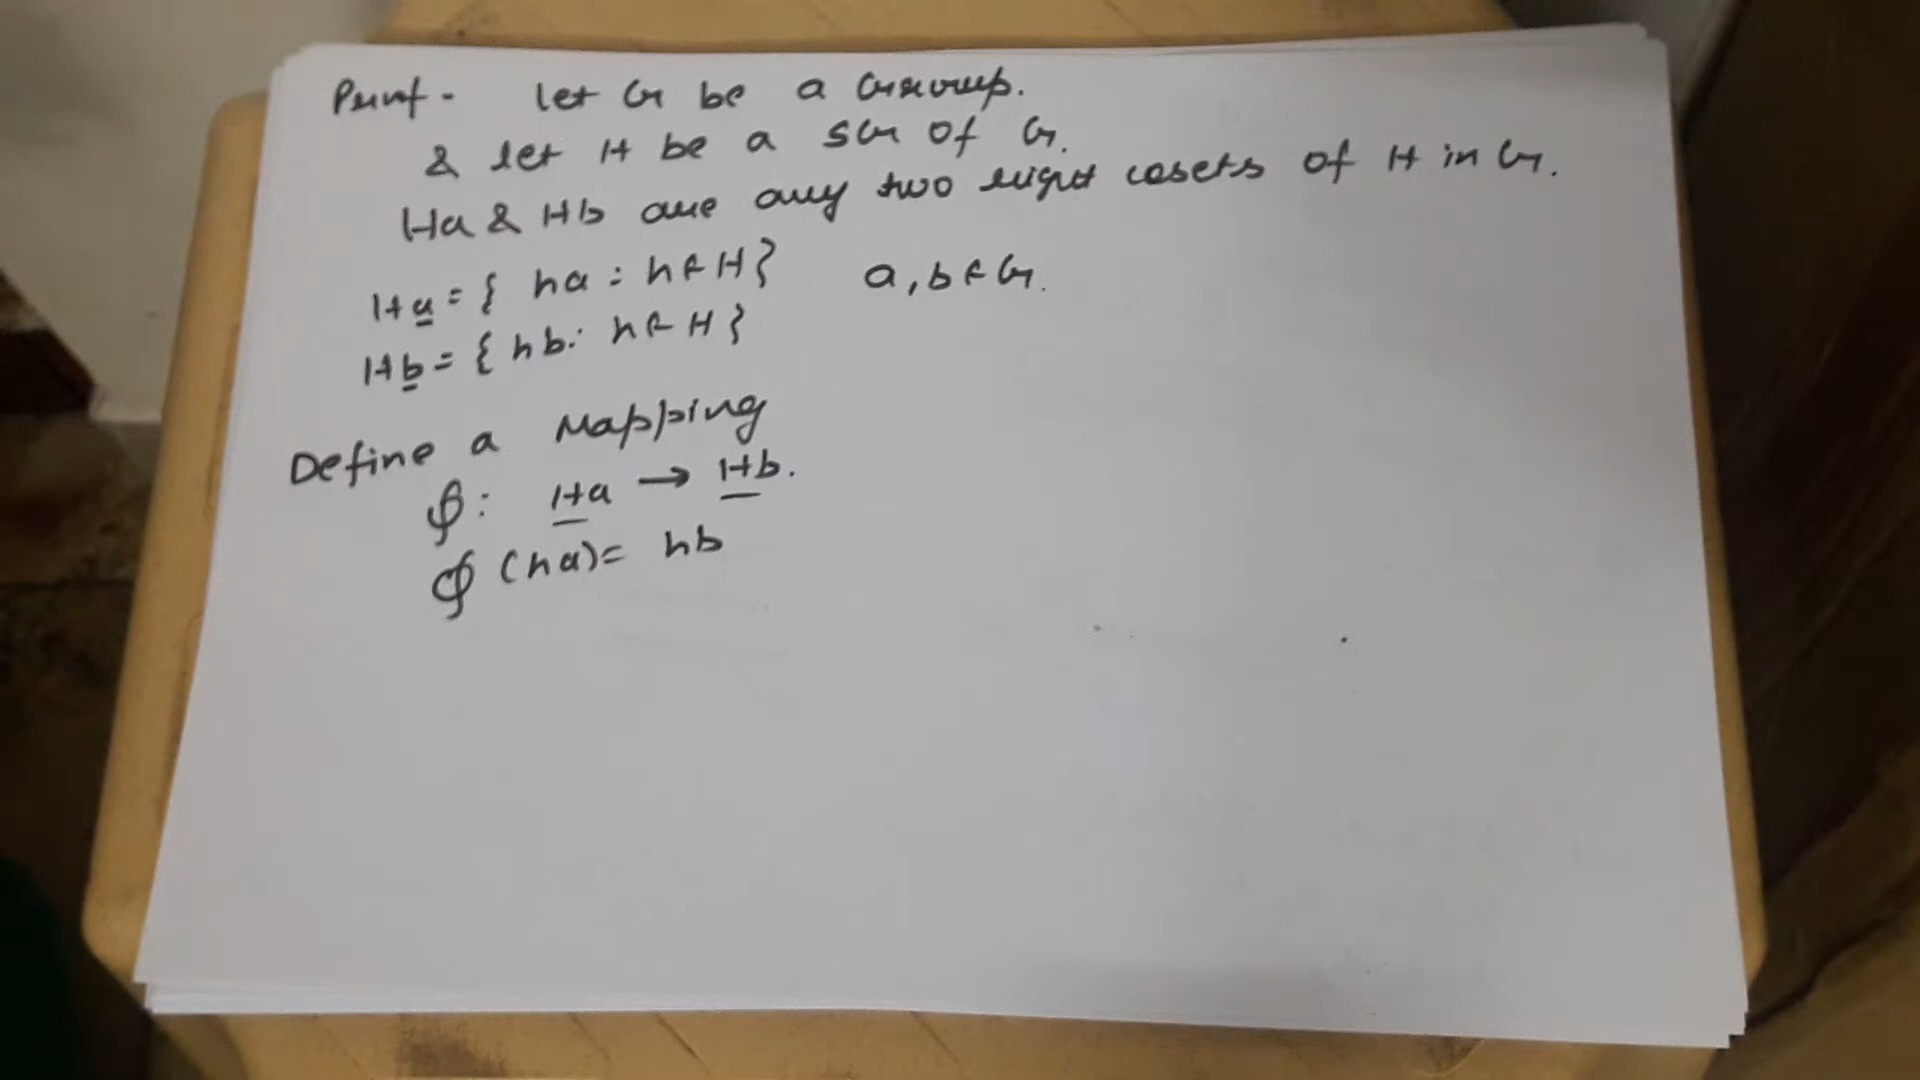 Proof - Let G be a Group.
& let H be a SG of G.
Ha & Hb are any two right cosets of H in G.
Ha = { ha : h ∈ H } a, b ∈ G.
Hb = { hb : h ∈ H }
Define a Mapping
φ : Ha → Hb.
φ (ha) = hb